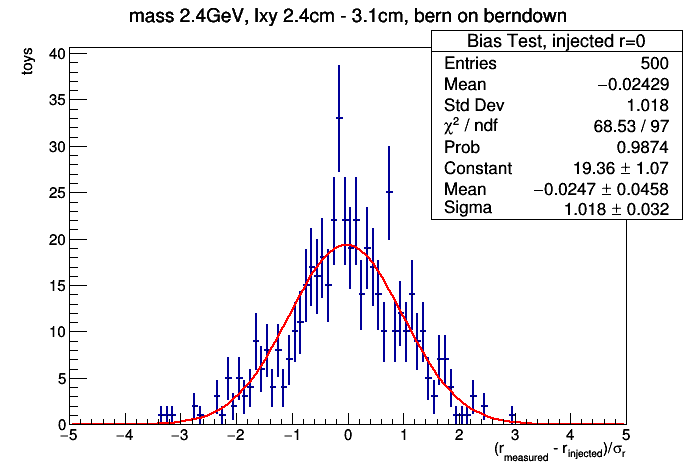 mass 2.4GeV, lxy 2.4cm - 3.1cm, bern on berndown
Bias Test, injected r=0
Entries 500
Mean −0.02429
Std Dev 1.018
χ² / ndf 68.53 / 97
Prob 0.9874
Constant 19.36 ± 1.07
Mean −0.0247 ± 0.0458
Sigma 1.018 ± 0.032
toys
40
35
30
25
20
15
10
5
0
−5 −4 −3 −2 −1 0 1 2 3 4 5
(r_measured - r_injected)/σ_r